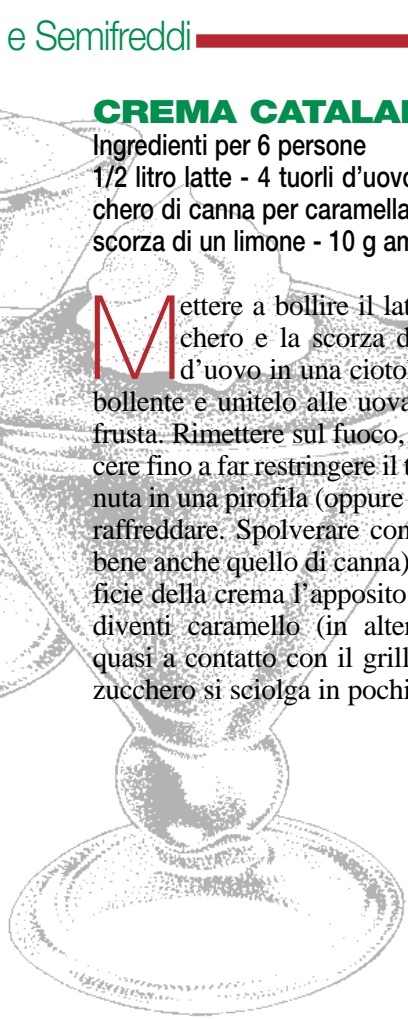 e Semifreddi
CREMA CATALA
Ingredienti per 6 persone
1/2 litro latte - 4 tuorli d’uovo
chero di canna per caramella
scorza di un limone - 10 g am
Mettere a bollire il lat
chero e la scorza d
d’uovo in una cioto
bollente e unitelo alle uova
frusta. Rimettere sul fuoco,
cere fino a far restringere il t
nuta in una pirofila (oppure
raffreddare. Spolverare con
bene anche quello di canna)
ficie della crema l’apposito
diventi caramello (in alter
quasi a contatto con il grill
zucchero si sciolga in pochi